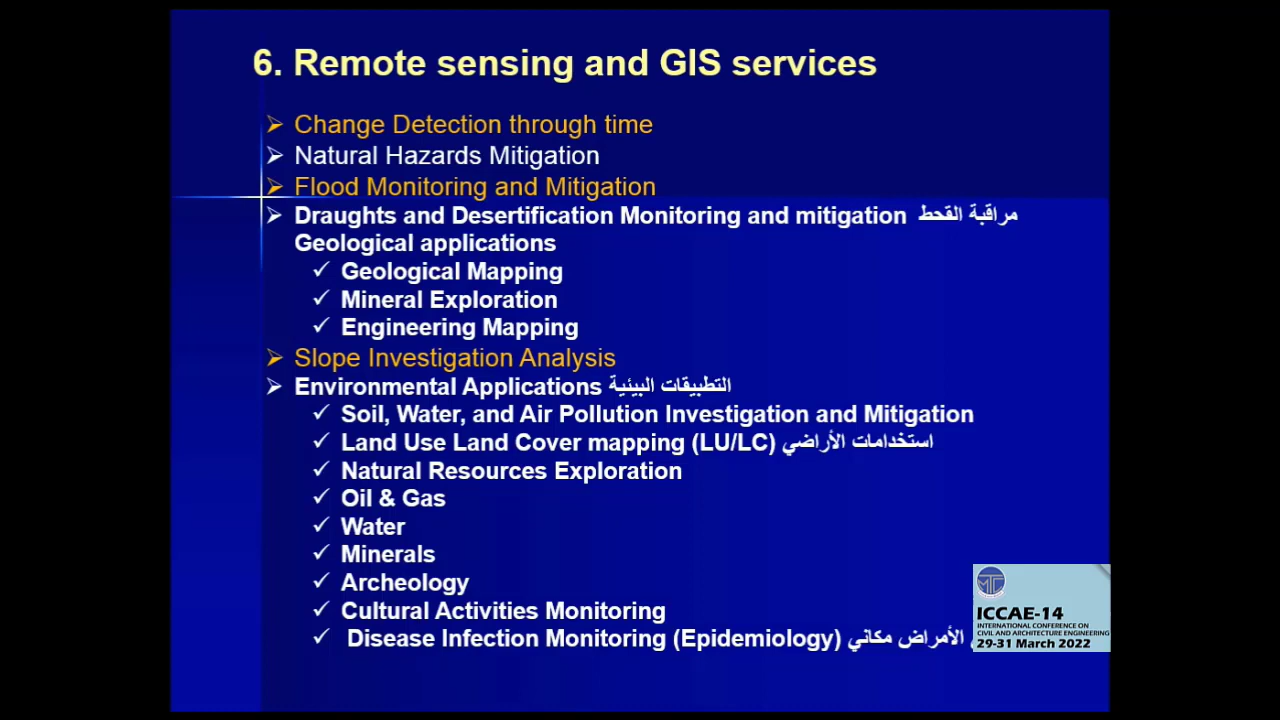 6. Remote sensing and GIS services
➢ Change Detection through time
➢ Natural Hazards Mitigation
➢ Flood Monitoring and Mitigation
➢ Draughts and Desertification Monitoring and mitigation مراقبة القحط
Geological applications
✓ Geological Mapping
✓ Mineral Exploration
✓ Engineering Mapping
➢ Slope Investigation Analysis
➢ Environmental Applications التطبيقات البيئية
✓ Soil, Water, and Air Pollution Investigation and Mitigation
✓ Land Use Land Cover mapping (LU/LC) استخدامات الأراضي
✓ Natural Resources Exploration
✓ Oil & Gas
✓ Water
✓ Minerals
✓ Archeology
✓ Cultural Activities Monitoring
✓ Disease Infection Monitoring (Epidemiology) الأمراض مكاني
MTC
ICCAE-14
INTERNATIONAL CONFERENCE ON
CIVIL AND ARCHITECTURE ENGINEERING
29-31 March 2022